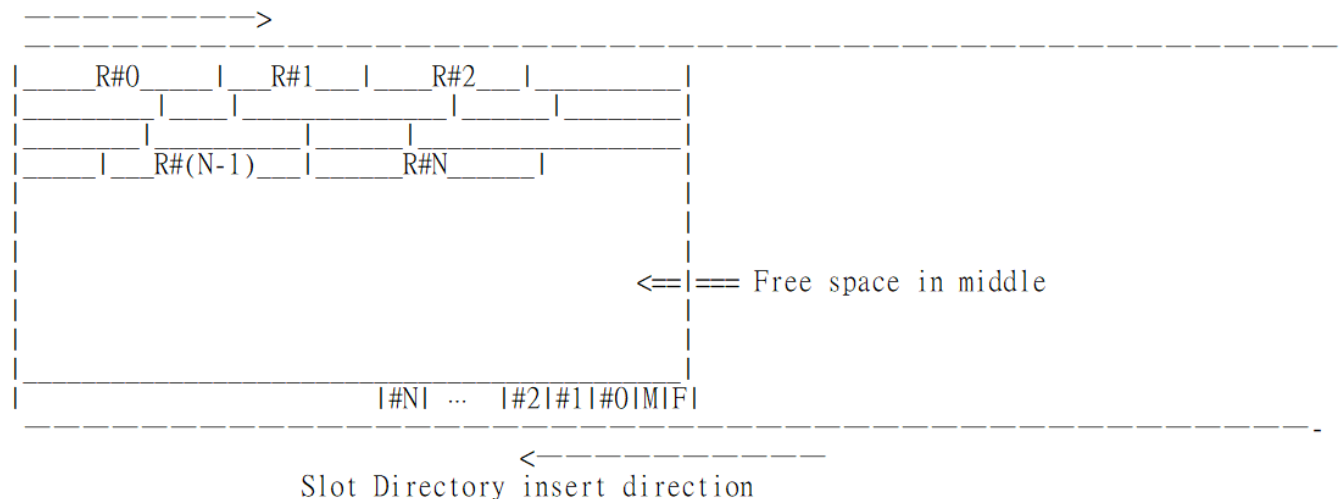 —————————>
R#0 | R#1 | R#2 |
R#(N-1) | R#N |
<==|=== Free space in middle
|#N| … |#2|#1|#0|M|F|
<——————————
Slot Directory insert direction